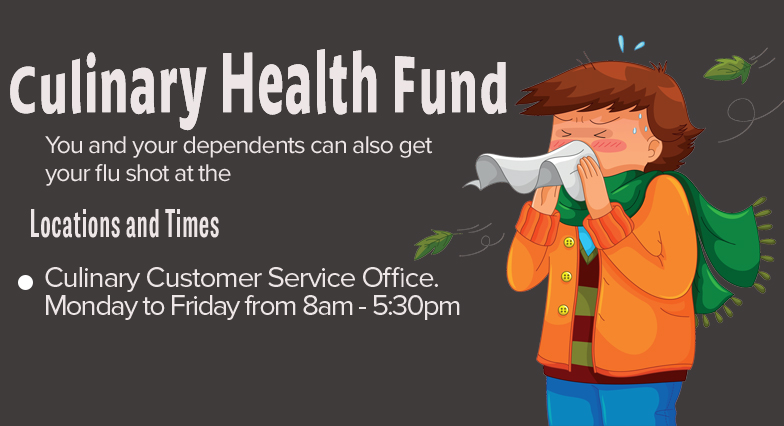 Culinary Health Fund
You and your dependents can also get
your flu shot at the
Locations and Times
Culinary Customer Service Office.
Monday to Friday from 8am - 5:30pm